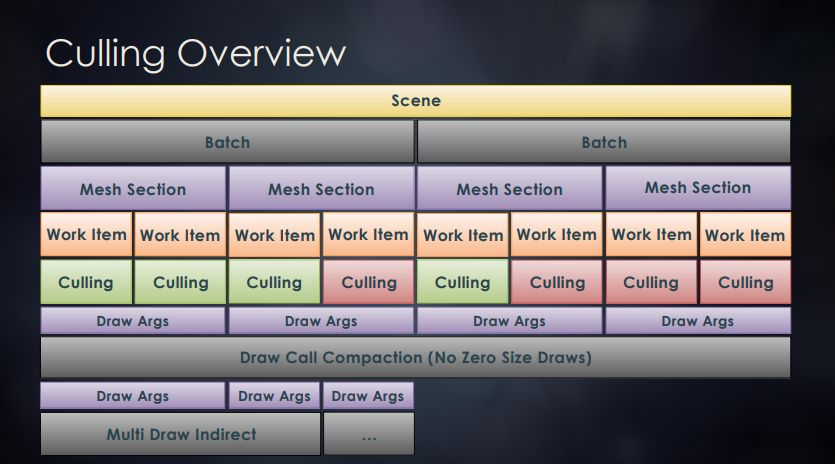 Culling Overview
Scene
Batch Batch
Mesh Section Mesh Section Mesh Section Mesh Section
Work Item Work Item Work Item Work Item Work Item Work Item Work Item Work Item
Culling Culling Culling Culling Culling Culling Culling Culling
Draw Args Draw Args Draw Args Draw Args
Draw Call Compaction (No Zero Size Draws)
Draw Args Draw Args Draw Args
Multi Draw Indirect ...